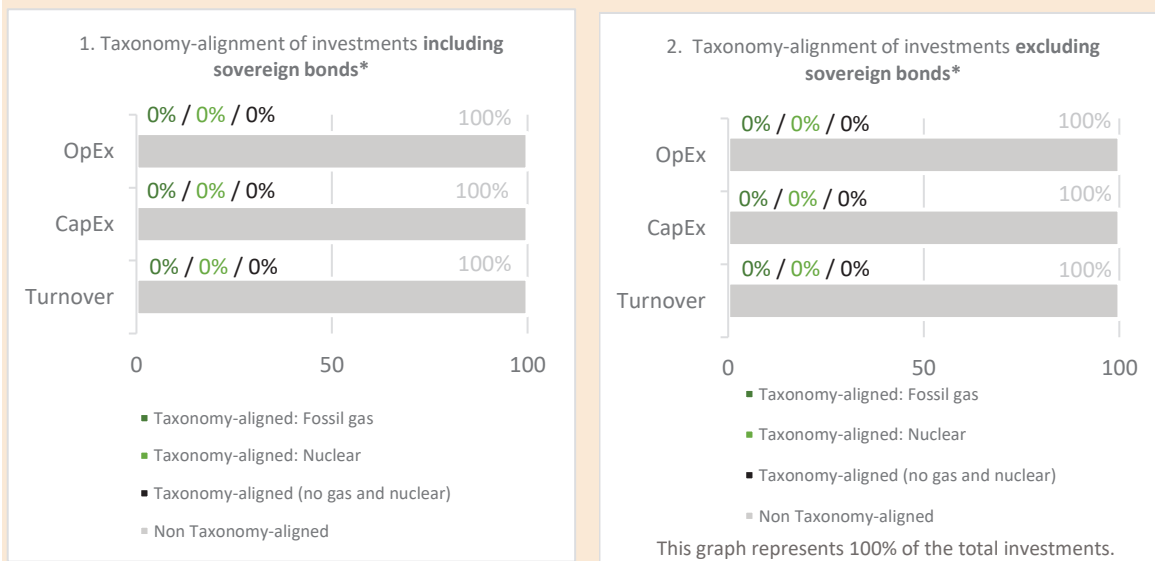 1. Taxonomy-alignment of investments including
sovereign bonds*
0% / 0% / 0% 100%
OpEx
0% / 0% / 0% 100%
CapEx
0% / 0% / 0% 100%
Turnover
0 50 100
Taxonomy-aligned: Fossil gas
Taxonomy-aligned: Nuclear
Taxonomy-aligned (no gas and nuclear)
Non Taxonomy-aligned
2. Taxonomy-alignment of investments excluding
sovereign bonds*
0% / 0% / 0% 100%
OpEx
0% / 0% / 0% 100%
CapEx
0% / 0% / 0% 100%
Turnover
0 50 100
Taxonomy-aligned: Fossil gas
Taxonomy-aligned: Nuclear
Taxonomy-aligned (no gas and nuclear)
Non Taxonomy-aligned
This graph represents 100% of the total investments.